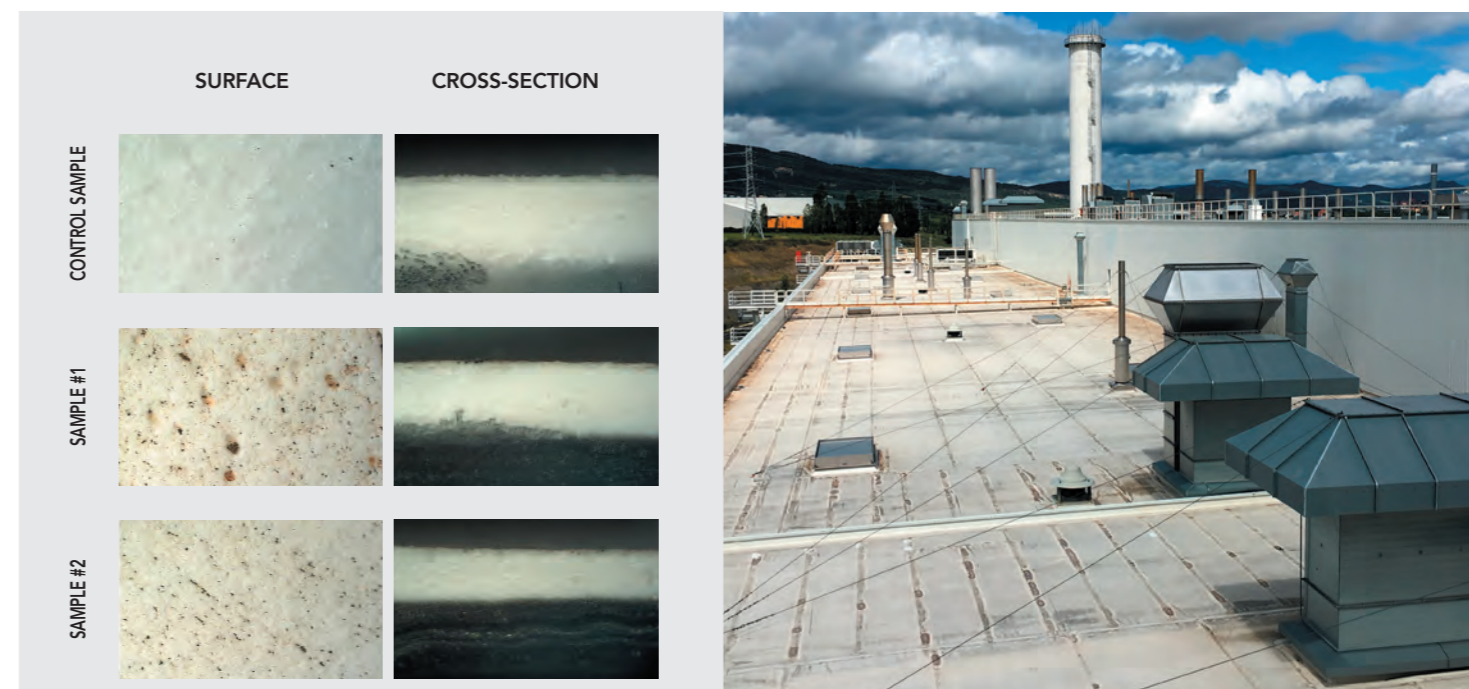 SURFACE
CROSS-SECTION
CONTROL SAMPLE
SAMPLE #1
SAMPLE #2